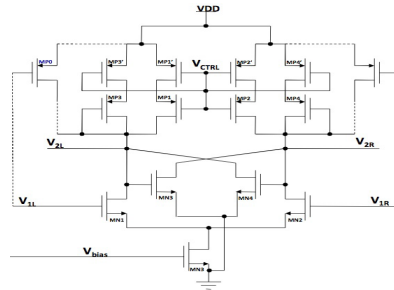 VDD
MP0
MP3'
MP1'
VCTRL
MP2'
MP4'
MP3
MP1
MP2
MP4
V2L
V2R
MN3
MN4
V1L
MN1
MN2
V1R
Vbias
MN3